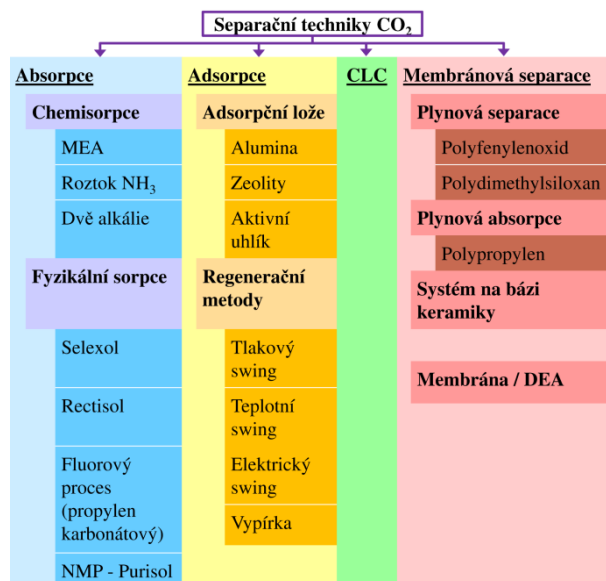 Separační techniky CO₂
Absorpce
Chemisorpce
MEA
Roztok NH₃
Dvě alkálie
Fyzikální sorpce
Selexol
Rectisol
Fluorový
proces
(propylen
karbonátový)
NMP - Purisol
Adsorpce
Adsorpční lože
Alumina
Zeolity
Aktivní
uhlík
Regenerační
metody
Tlakový
swing
Teplotní
swing
Elektrický
swing
Vypírka
CLC
Membránová separace
Plynová separace
Polyfenylenoxid
Polydimethylsiloxan
Plynová absorpce
Polypropylen
Systém na bázi
keramiky
Membrána / DEA